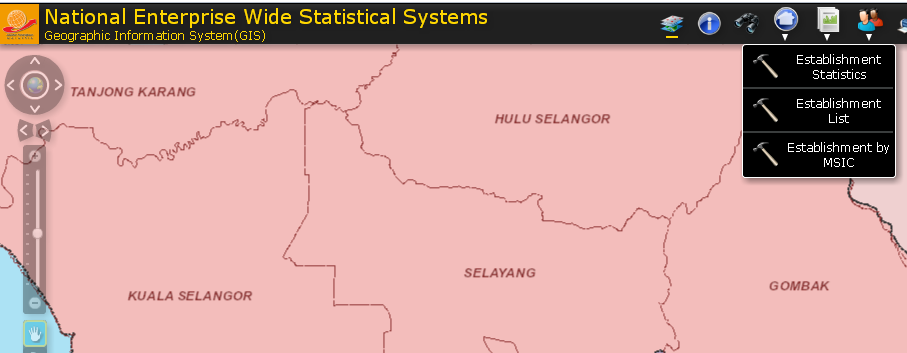 National Enterprise Wide Statistical Systems
Geographic Information System(GIS)
Establishment
Statistics
Establishment
List
Establishment by
MSIC
TANJONG KARANG
HULU SELANGOR
SELAYANG
GOMBAK
KUALA SELANGOR